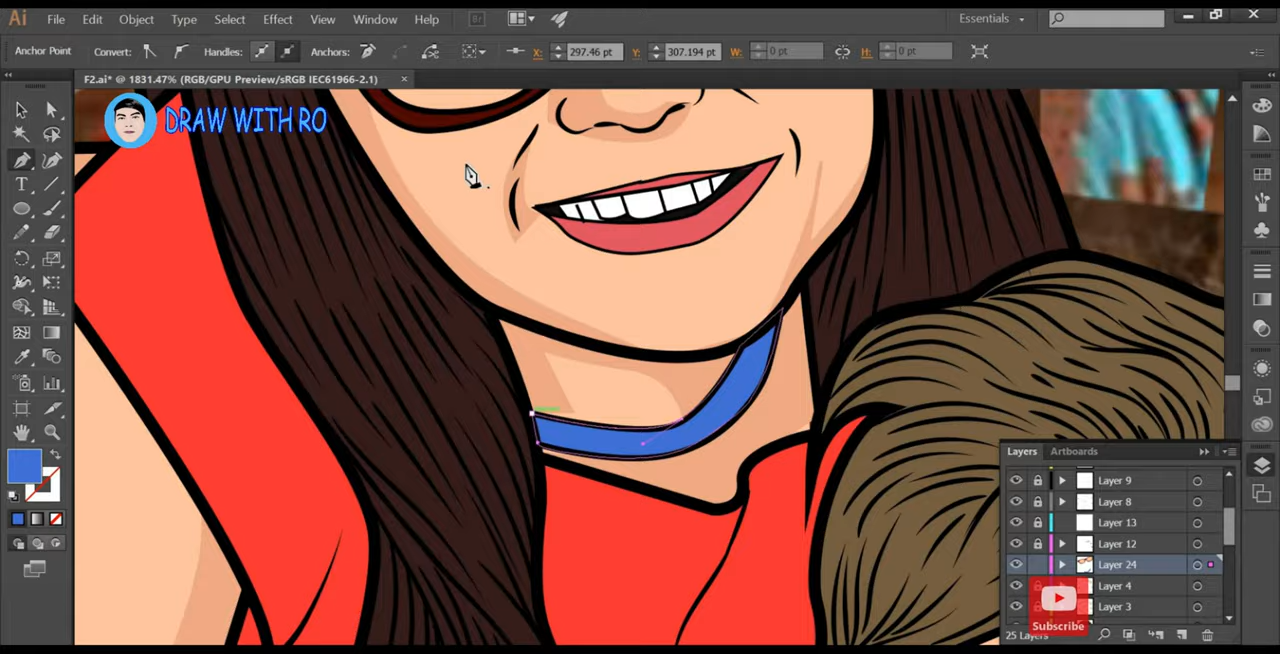 Ai File Edit Object Type Select Effect View Window Help Br Essentials
Anchor Point Convert: Handles: Anchors: X: 297.46 pt Y: 307.194 pt W: 0 pt H: 0 pt
F2.ai* @ 1831.47% (RGB/GPU Preview/sRGB IEC61966-2.1) ×
DRAW WITH RO
Layers Artboards
Layer 9
Layer 8
Layer 13
Layer 12
Layer 24
Layer 4
Layer 3
Subscribe
25 Layers